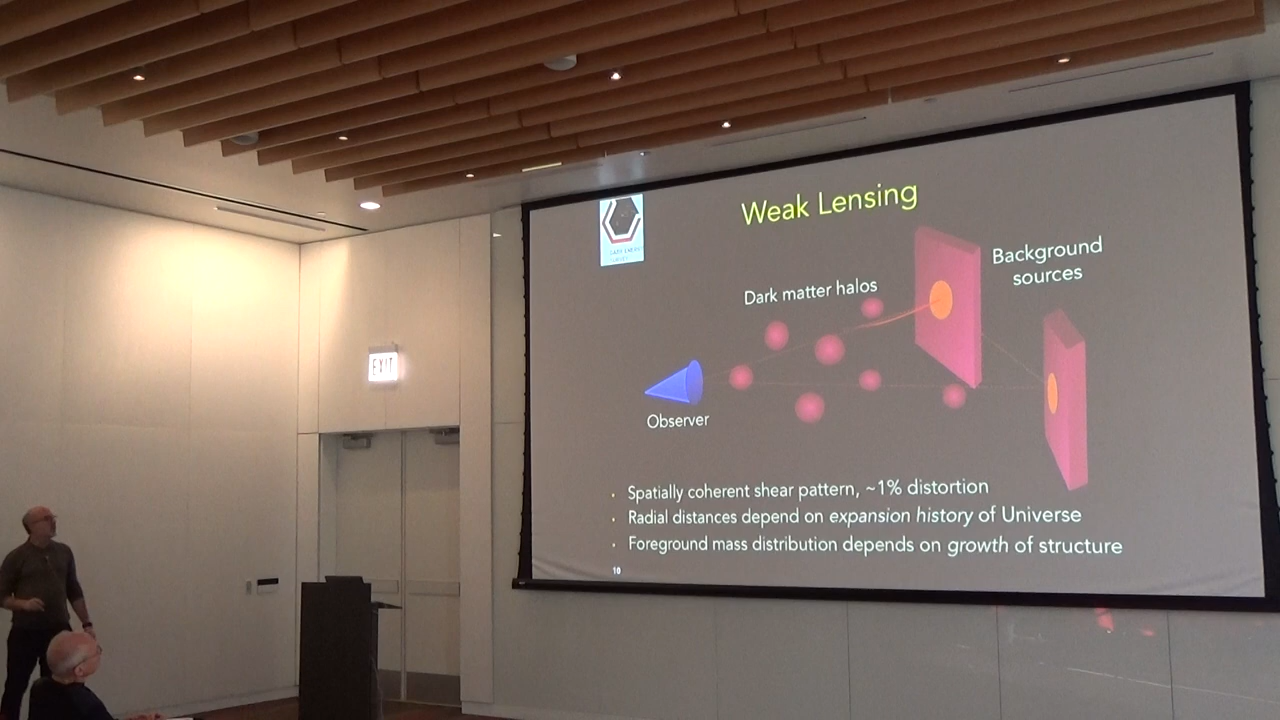 Weak Lensing
Background
sources
Dark matter halos
Observer
EXIT
• Spatially coherent shear pattern, ~1% distortion
• Radial distances depend on expansion history of Universe
• Foreground mass distribution depends on growth of structure
10